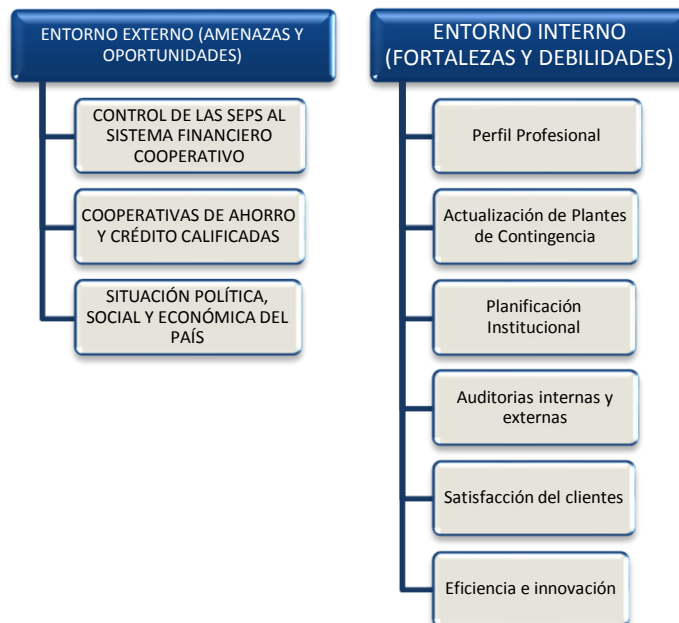 ENTORNO EXTERNO (AMENAZAS Y
OPORTUNIDADES)
CONTROL DE LAS SEPS AL
SISTEMA FINANCIERO
COOPERATIVO
COOPERATIVAS DE AHORRO
Y CRÉDITO CALIFICADAS
SITUACIÓN POLÍTICA,
SOCIAL Y ECONÓMICA DEL
PAÍS
ENTORNO INTERNO
(FORTALEZAS Y DEBILIDADES)
Perfil Profesional
Actualización de Plantes
de Contingencia
Planificación
Institucional
Auditorias internas y
externas
Satisfacción del clientes
Eficiencia e innovación